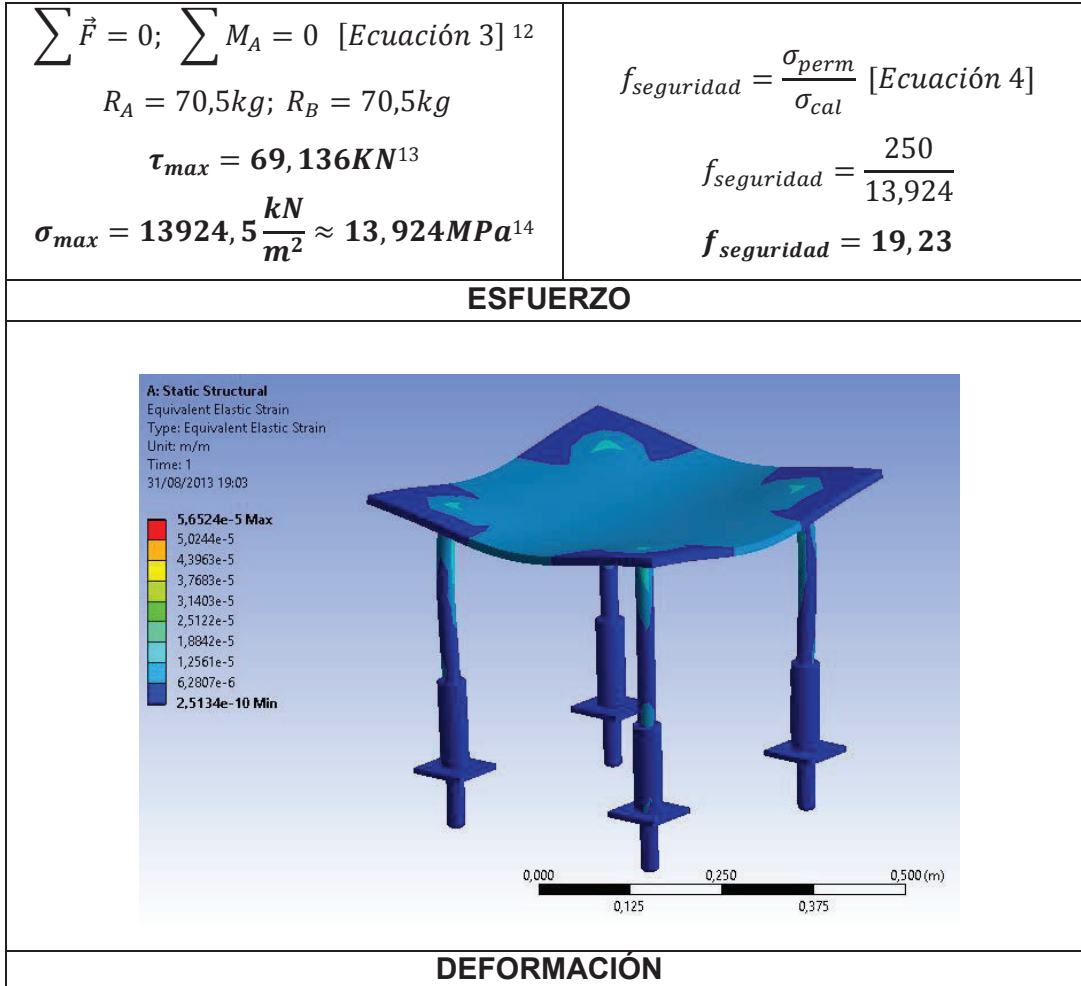 ∑ F⃗ = 0; ∑ M_A = 0 [Ecuación 3] 12
R_A = 70,5kg; R_B = 70,5kg
τ_max = 69,136KN13
σ_max = 13924,5 kN/m² ≈ 13,924MPa14
f_seguridad = σ_perm/σ_cal [Ecuación 4]
f_seguridad = 250/13,924
f_seguridad = 19,23
ESFUERZO
A: Static Structural
Equivalent Elastic Strain
Type: Equivalent Elastic Strain
Unit: m/m
Time: 1
31/08/2013 19:03
5,6524e-5 Max
5,0244e-5
4,3963e-5
3,7683e-5
3,1403e-5
2,5122e-5
1,8842e-5
1,2561e-5
6,2807e-6
2,5134e-10 Min
0,000 0,250 0,500 (m)
0,125 0,375
DEFORMACIÓN